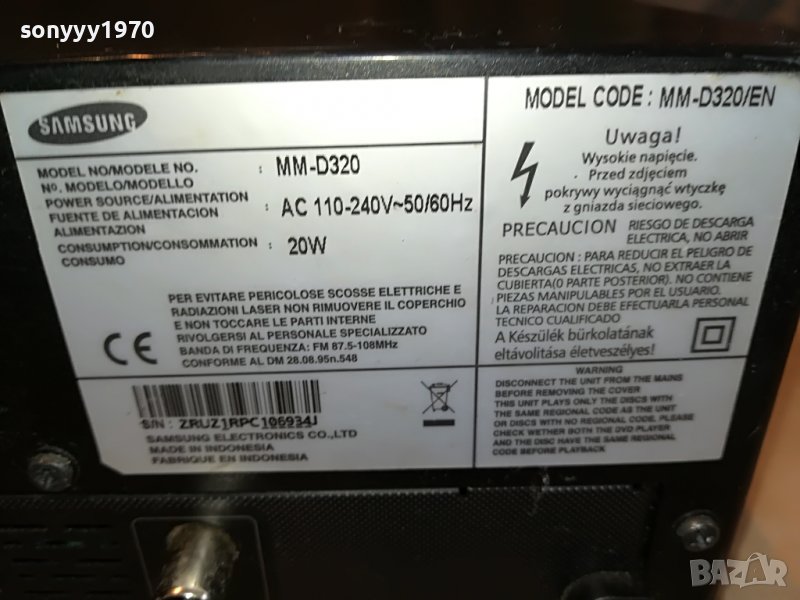 sonyyy1970
SAMSUNG
MODEL NO/MODELE NO. : MM-D320
Nº. MODELO/MODELLO
POWER SOURCE/ALIMENTATION : AC 110-240V~50/60Hz
FUENTE DE ALIMENTACION
ALIMENTAZION
CONSUMPTION/CONSOMMATION : 20W
CONSUMO
PER EVITARE PERICOLOSE SCOSSE ELETTRICHE E
RADIAZIONI LASER NON RIMUOVERE IL COPERCHIO
E NON TOCCARE LE PARTI INTERNE
RIVOLGERSI AL PERSONALE SPECIALIZZATO
BANDA DI FREQUENZA: FM 87.5-108MHz
CONFORME AL DM 28.08.95n.548
CE
S/N : ZRUZ1RPC106934J
SAMSUNG ELECTRONICS CO.,LTD
MADE IN INDONESIA
FABRIQUE EN INDONESIA
MODEL CODE : MM-D320/EN
Uwaga!
Wysokie napięcie.
Przed zdjęciem
pokrywy wyciągnąć wtyczkę
z gniazda sieciowego.
PRECAUCION RIESGO DE DESCARGA
ELECTRICA, NO ABRIR
PRECAUCION : PARA REDUCIR EL PELIGRO DE
DESCARGAS ELECTRICAS, NO EXTRAER LA
CUBIERTA(O PARTE POSTERIOR). NO CONTIENE
PIEZAS MANIPULABLES POR EL USUARIO.
LA REPARACION DEBE EFECTUARLA PERSONAL
TECNICO CUALIFICADO
A Készülék bürkolatának
eltávolitása életveszélyes!
WARNING
DISCONNECT THE UNIT FROM THE MAINS
BEFORE REMOVING THE COVER
THIS UNIT PLAYS ONLY THE DISCS WITH
THE SAME REGIONAL CODE AS THE UNIT
OR DISCS WITH NO REGIONAL CODE. PLEASE
CHECK WETHER BOTH THE DVD PLAYER
AND THE DISC HAVE THE SAME REGIONAL
CODE BEFORE PLAYBACK
BAZAR